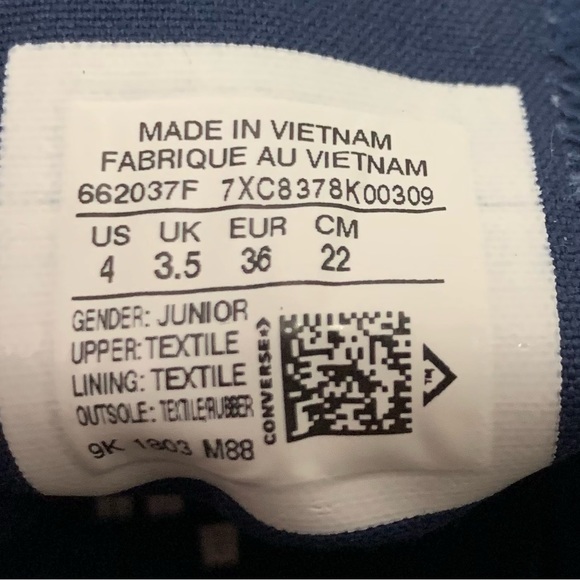 MADE IN VIETNAM
FABRIQUE AU VIETNAM
662037F 7XC8378K00309
US UK EUR CM
4 3.5 36 22
GENDER: JUNIOR
UPPER: TEXTILE
LINING: TEXTILE
OUTSOLE: TEXTILE/RUBBER
9K 1803 M88
CONVERSE
TM